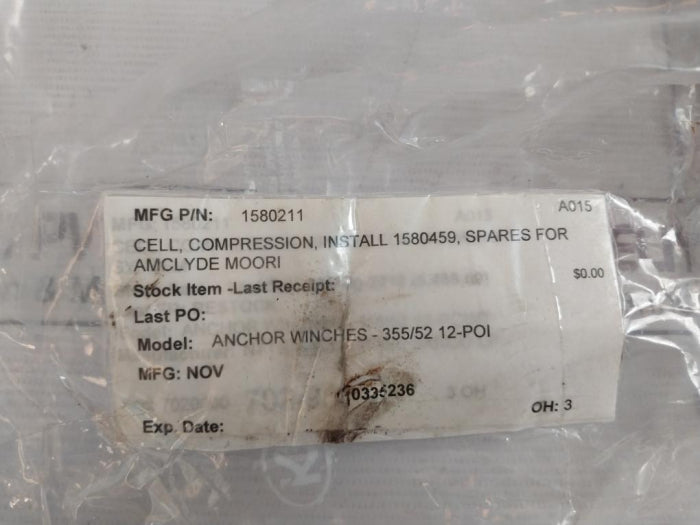 MFG P/N: 1580211 A015
CELL, COMPRESSION, INSTALL 1580459, SPARES FOR
AMCLYDE MOORI
$0.00
Stock Item -Last Receipt:
Last PO:
Model: ANCHOR WINCHES - 355/52 12-POI
MFG: NOV
10335236
OH: 3
Exp. Date: